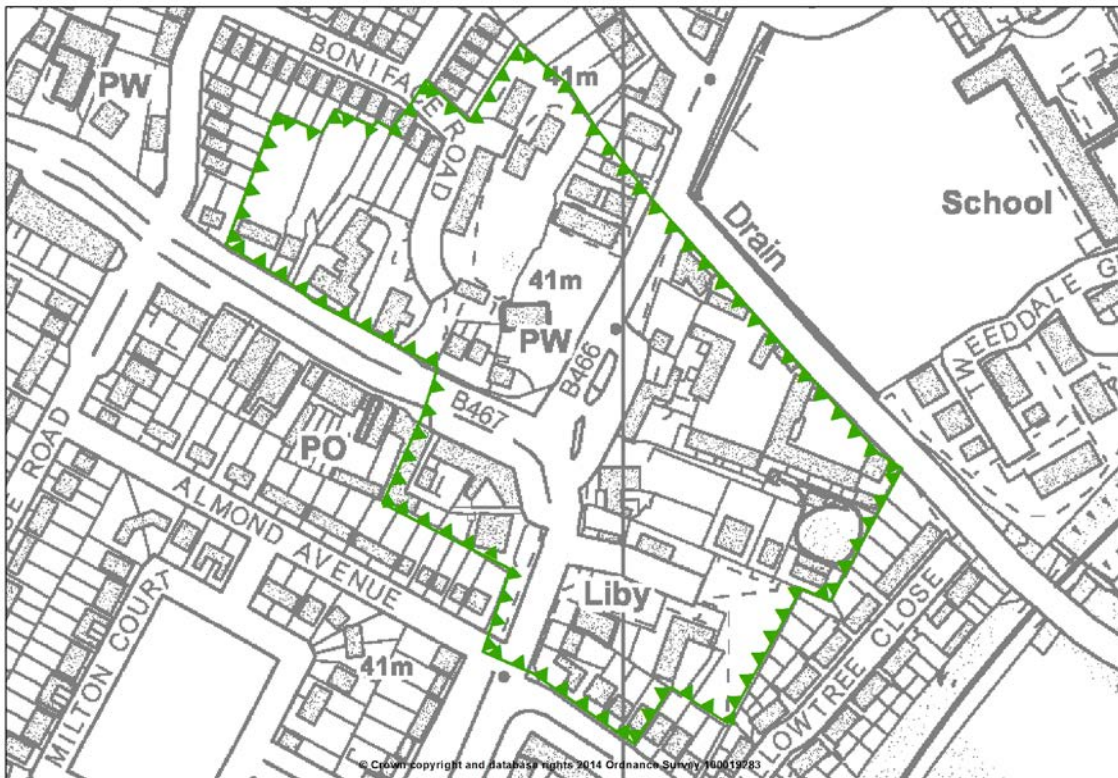 PW
BONIFACE ROAD
41m
School
Drain
TWEEDDALE G
41m
PW
B466
B467
PO
ROAD
ALMOND AVENUE
MILTON COURT
41m
Liby
LOWTREE CLOSE
© Crown copyright and database rights 2014 Ordnance Survey 100019283